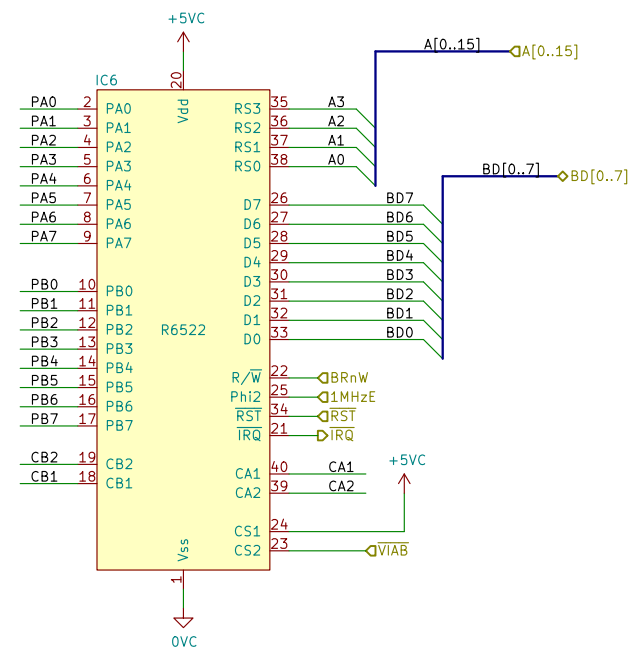 +5VC
A[0..15] A[0..15]
IC6
20
Vdd
PA0 2 PA0 RS3 35 A3
PA1 3 PA1 RS2 36 A2
PA2 4 PA2 RS1 37 A1
PA3 5 PA3 RS0 38 A0
BD[0..7] BD[0..7]
PA4 6 PA4
PA5 7 PA5 D7 26 BD7
PA6 8 PA6 D6 27 BD6
PA7 9 PA7 D5 28 BD5
D4 29 BD4
PB0 10 PB0 D3 30 BD3
PB1 11 PB1 D2 31 BD2
PB2 12 PB2 R6522 D1 32 BD1
PB3 13 PB3 D0 33 BD0
PB4 14 PB4 R/W 22 BRnW
PB5 15 PB5 Phi2 25 1MHzE
PB6 16 PB6 RST 34 RST
PB7 17 PB7 IRQ 21 IRQ
CB2 19 CB2 CA1 40 CA1
+5VC
CB1 18 CB1 CA2 39 CA2
CS1 24
CS2 23 VIAB
Vss
1
0VC